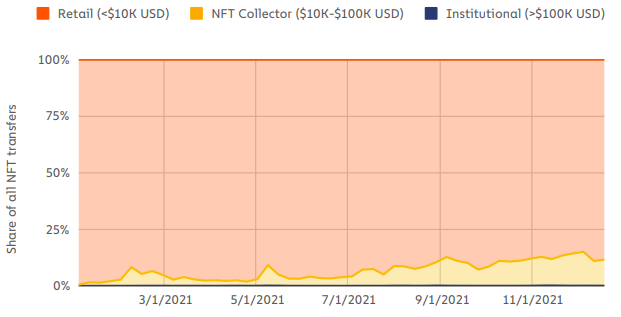 Retail (<$10K USD) NFT Collector ($10K-$100K USD) Institutional (>$100K USD)
Share of all NFT transfers
100%
75%
50%
25%
0%
3/1/2021 5/1/2021 7/1/2021 9/1/2021 11/1/2021